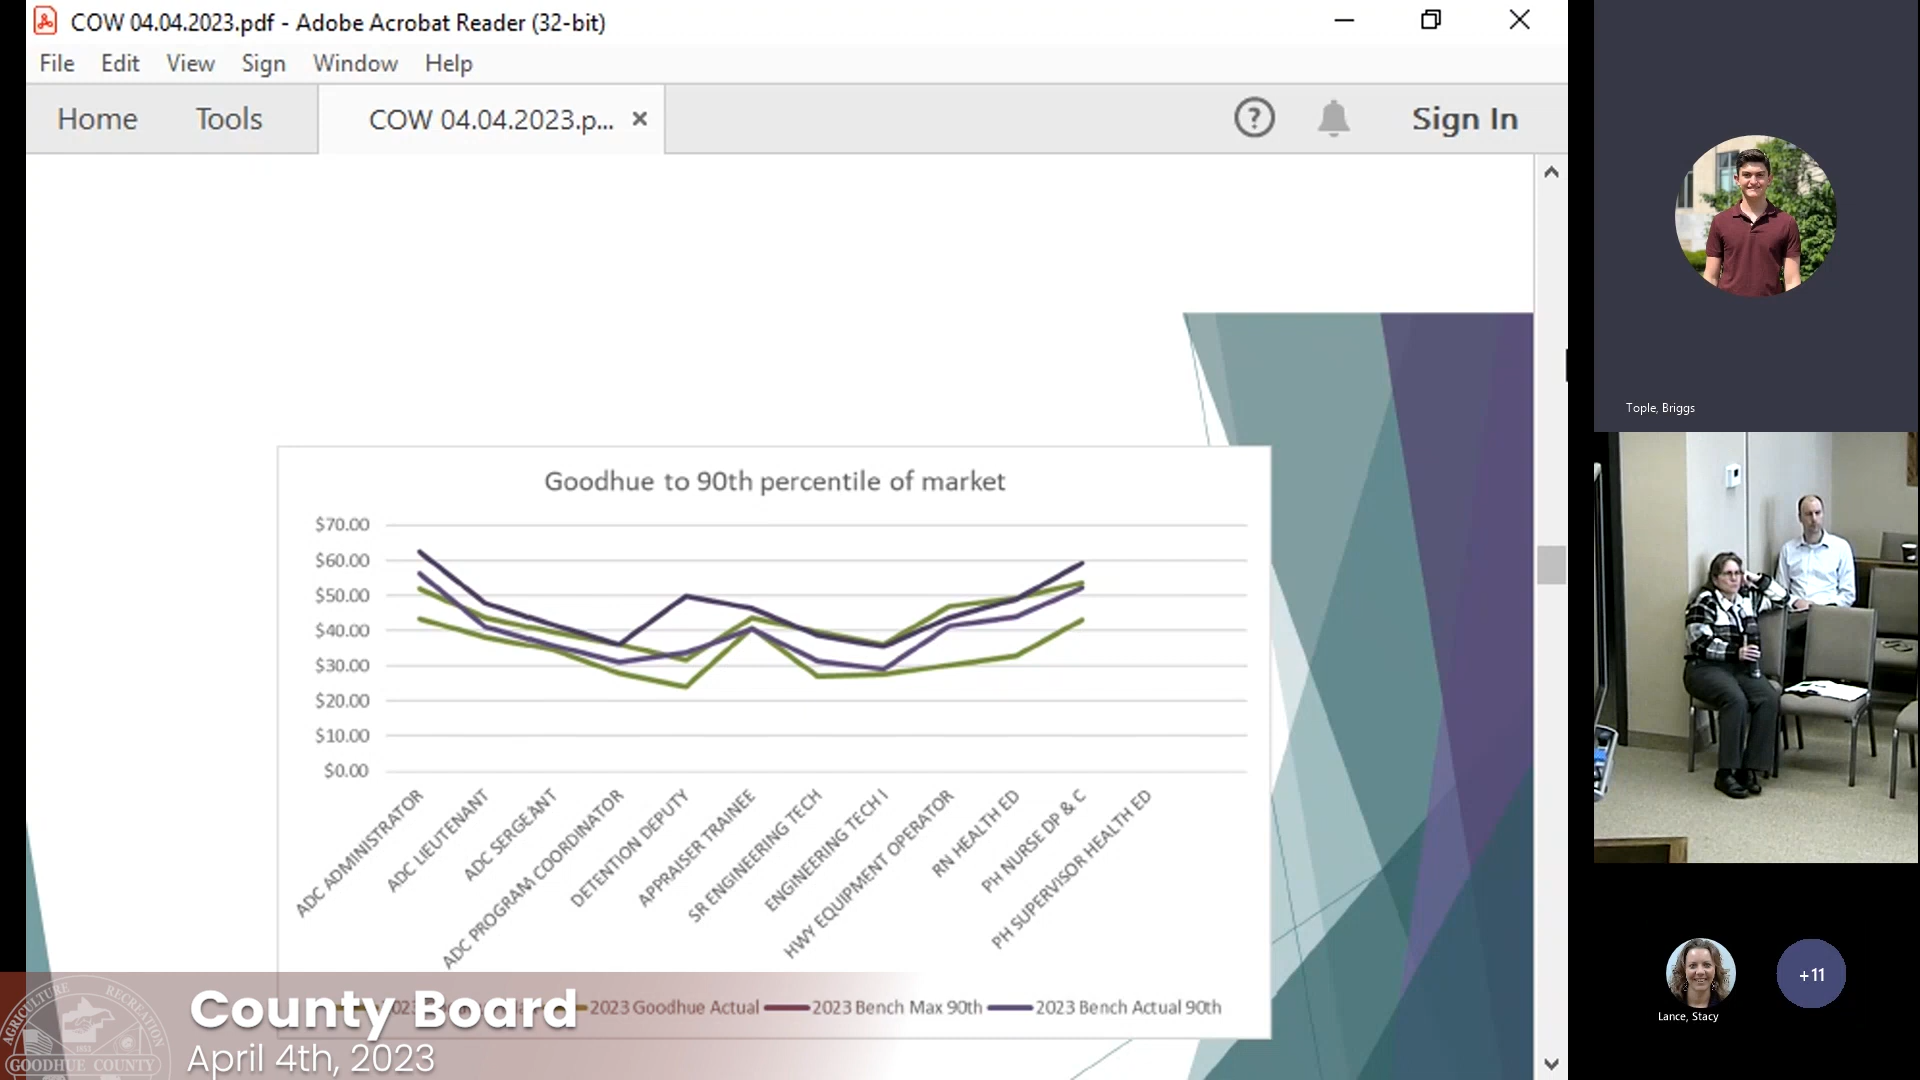 COW 04.04.2023.pdf - Adobe Acrobat Reader (32-bit)
File Edit View Sign Window Help
Home Tools COW 04.04.2023.p... × ? Sign In
Goodhue to 90th percentile of market
$70.00
$60.00
$50.00
$40.00
$30.00
$20.00
$10.00
$0.00
ADC ADMINISTRATOR
ADC LIEUTENANT
ADC SERGEANT
ADC PROGRAM COORDINATOR
DETENTION DEPUTY
APPRAISER TRAINEE
SR ENGINEERING TECH
ENGINEERING TECH I
HWY EQUIPMENT OPERATOR
RN HEALTH ED
PH NURSE DP & C
PH SUPERVISOR HEALTH ED
2023 Goodhue Actual 2023 Bench Max 90th 2023 Bench Actual 90th
County Board
April 4th, 2023
AGRICULTURE RECREATION
GOODHUE COUNTY
Tople, Briggs
Lance, Stacy
+11